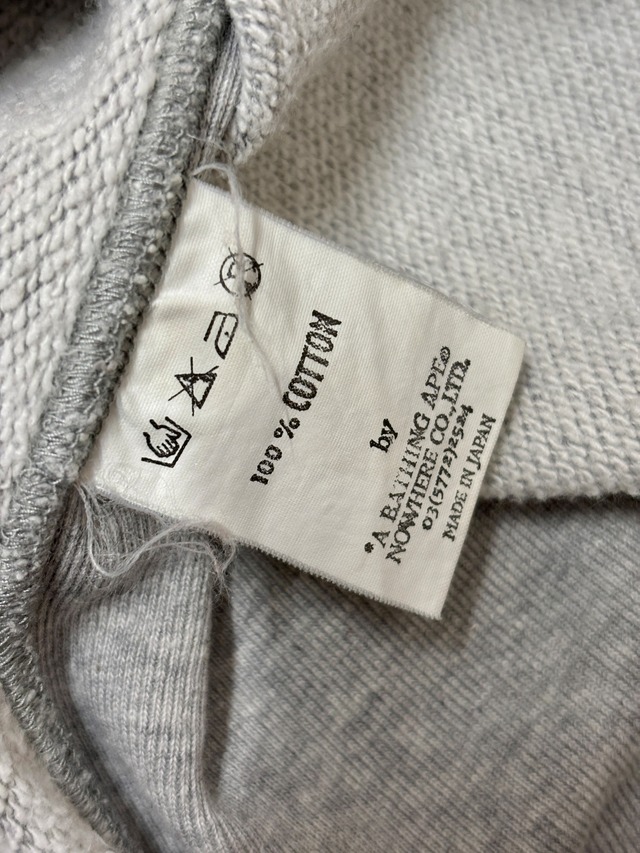 100 % COTTON
by
*A BATHING APE®
NOWHERE CO.,LTD.
03(5772)2524
MADE IN JAPAN